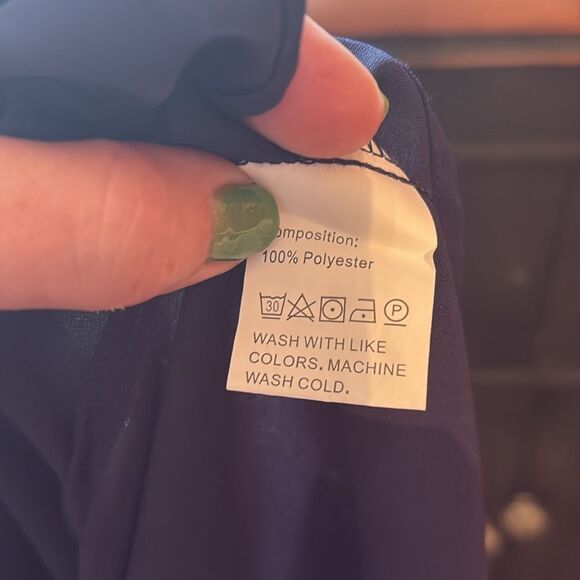 omposition:
100% Polyester
30 P
WASH WITH LIKE
COLORS. MACHINE
WASH COLD.